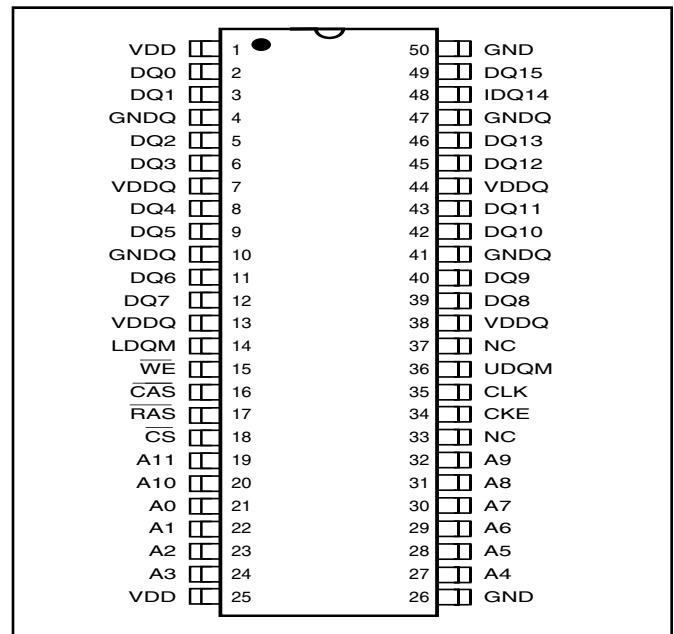 VDD 1 50 GND
DQ0 2 49 DQ15
DQ1 3 48 IDQ14
GNDQ 4 47 GNDQ
DQ2 5 46 DQ13
DQ3 6 45 DQ12
VDDQ 7 44 VDDQ
DQ4 8 43 DQ11
DQ5 9 42 DQ10
GNDQ 10 41 GNDQ
DQ6 11 40 DQ9
DQ7 12 39 DQ8
VDDQ 13 38 VDDQ
LDQM 14 37 NC
W̅E̅ 15 36 UDQM
C̅A̅S̅ 16 35 CLK
R̅A̅S̅ 17 34 CKE
C̅S̅ 18 33 NC
A11 19 32 A9
A10 20 31 A8
A0 21 30 A7
A1 22 29 A6
A2 23 28 A5
A3 24 27 A4
VDD 25 26 GND